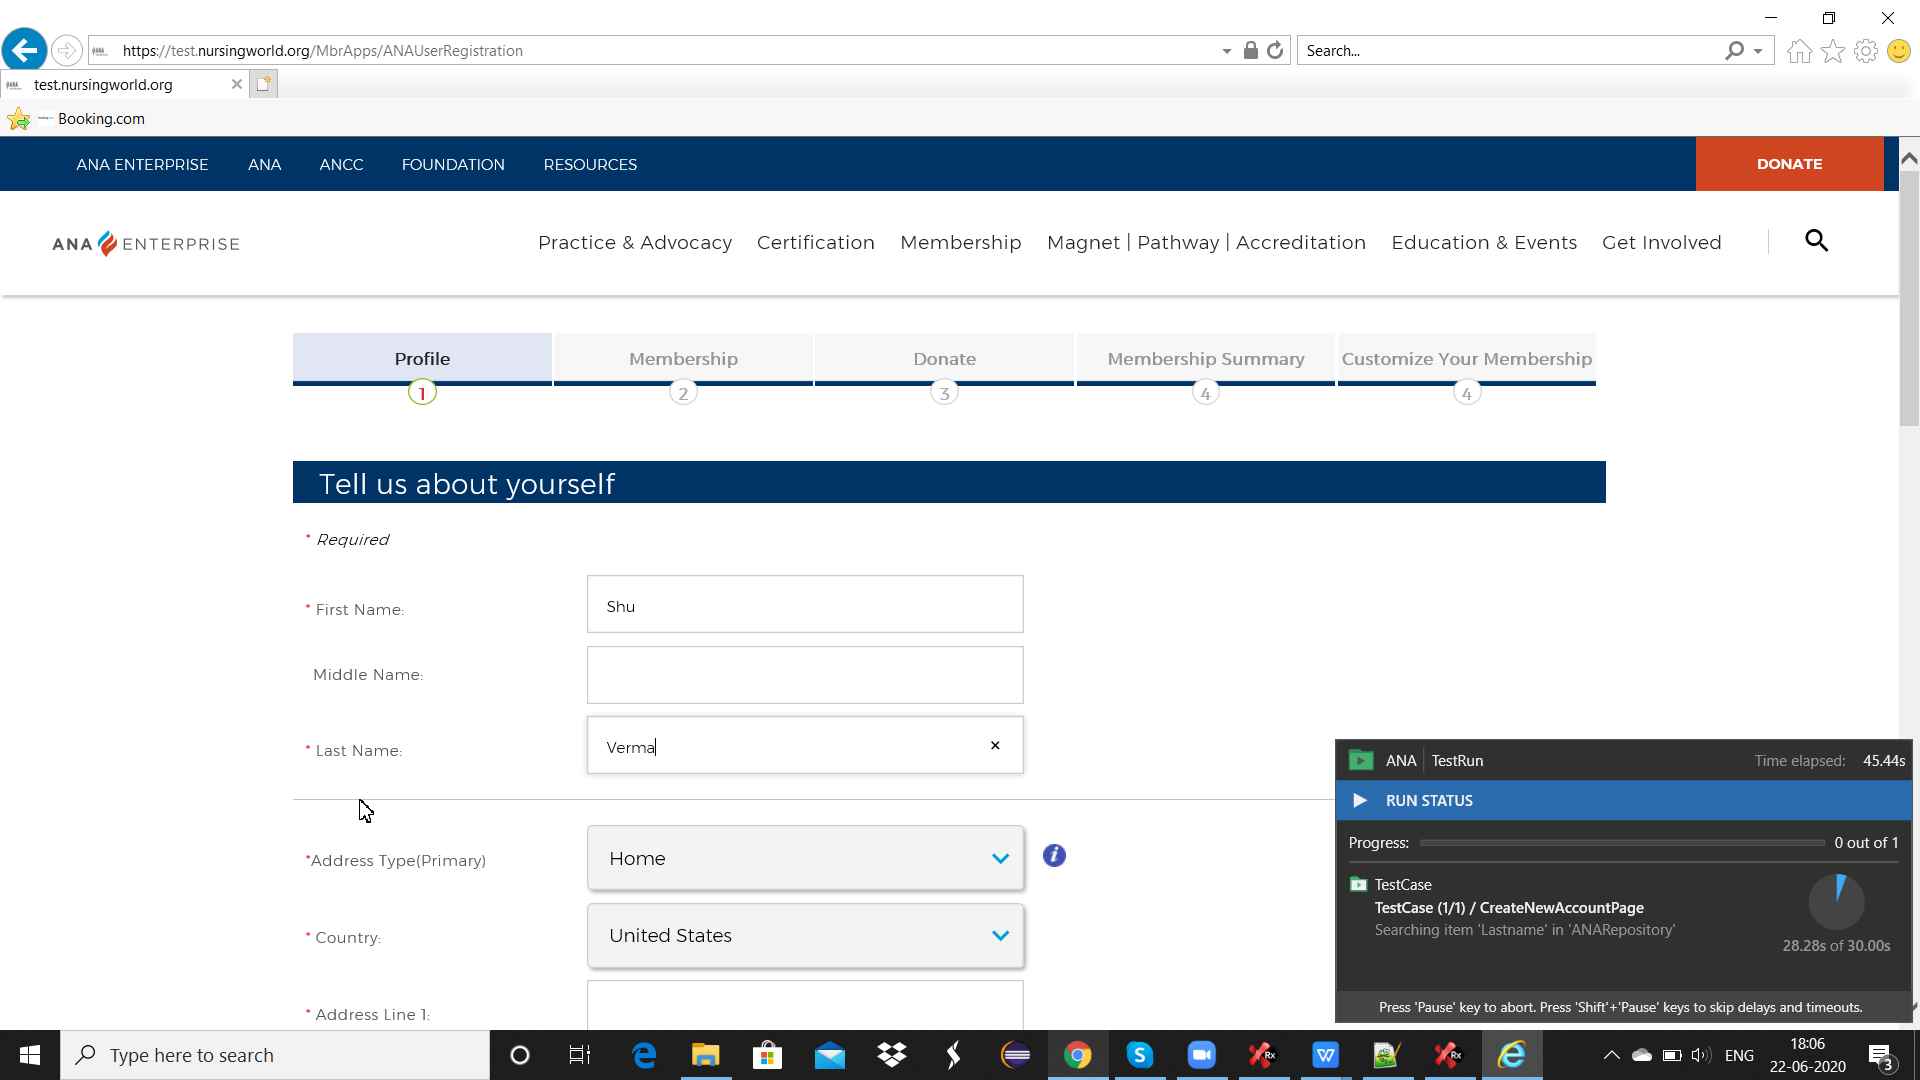 https://test.nursingworld.org/MbrApps/ANAUserRegistration
Search...
test.nursingworld.org
Booking.com
ANA ENTERPRISE ANA ANCC FOUNDATION RESOURCES DONATE
ANA ENTERPRISE
Practice & Advocacy Certification Membership Magnet | Pathway | Accreditation Education & Events Get Involved
Profile Membership Donate Membership Summary Customize Your Membership
1 2 3 4 4
Tell us about yourself
* Required
* First Name: Shu
Middle Name:
* Last Name: Verma
*Address Type(Primary) Home
* Country: United States
* Address Line 1:
ANA TestRun Time elapsed: 45.44s
RUN STATUS
Progress: 0 out of 1
TestCase
TestCase (1/1) / CreateNewAccountPage
Searching item 'Lastname' in 'ANARepository'
28.28s of 30.00s
Press 'Pause' key to abort. Press 'Shift'+'Pause' keys to skip delays and timeouts.
Type here to search
ENG
18:06
22-06-2020
3